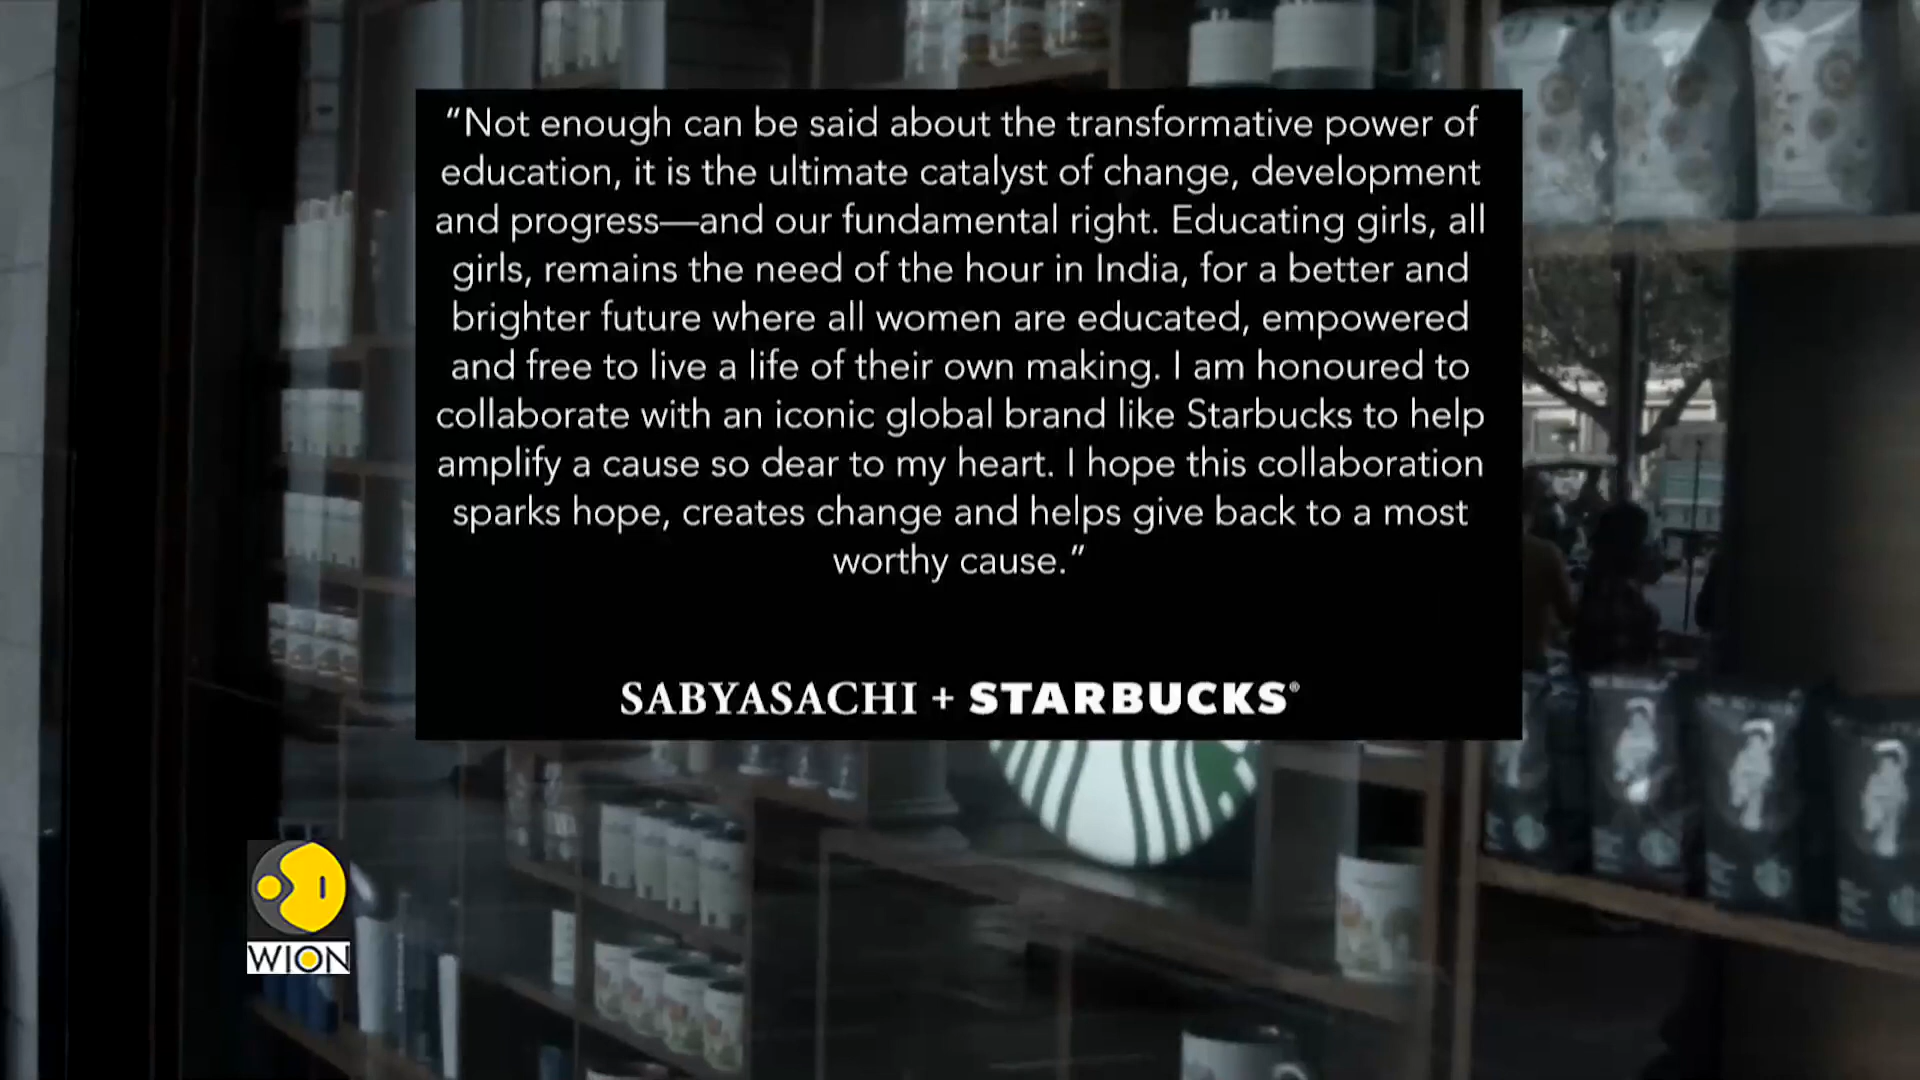 “Not enough can be said about the transformative power of
education, it is the ultimate catalyst of change, development
and progress—and our fundamental right. Educating girls, all
girls, remains the need of the hour in India, for a better and
brighter future where all women are educated, empowered
and free to live a life of their own making. I am honoured to
collaborate with an iconic global brand like Starbucks to help
amplify a cause so dear to my heart. I hope this collaboration
sparks hope, creates change and helps give back to a most
worthy cause.”
SABYASACHI + STARBUCKS®
WION